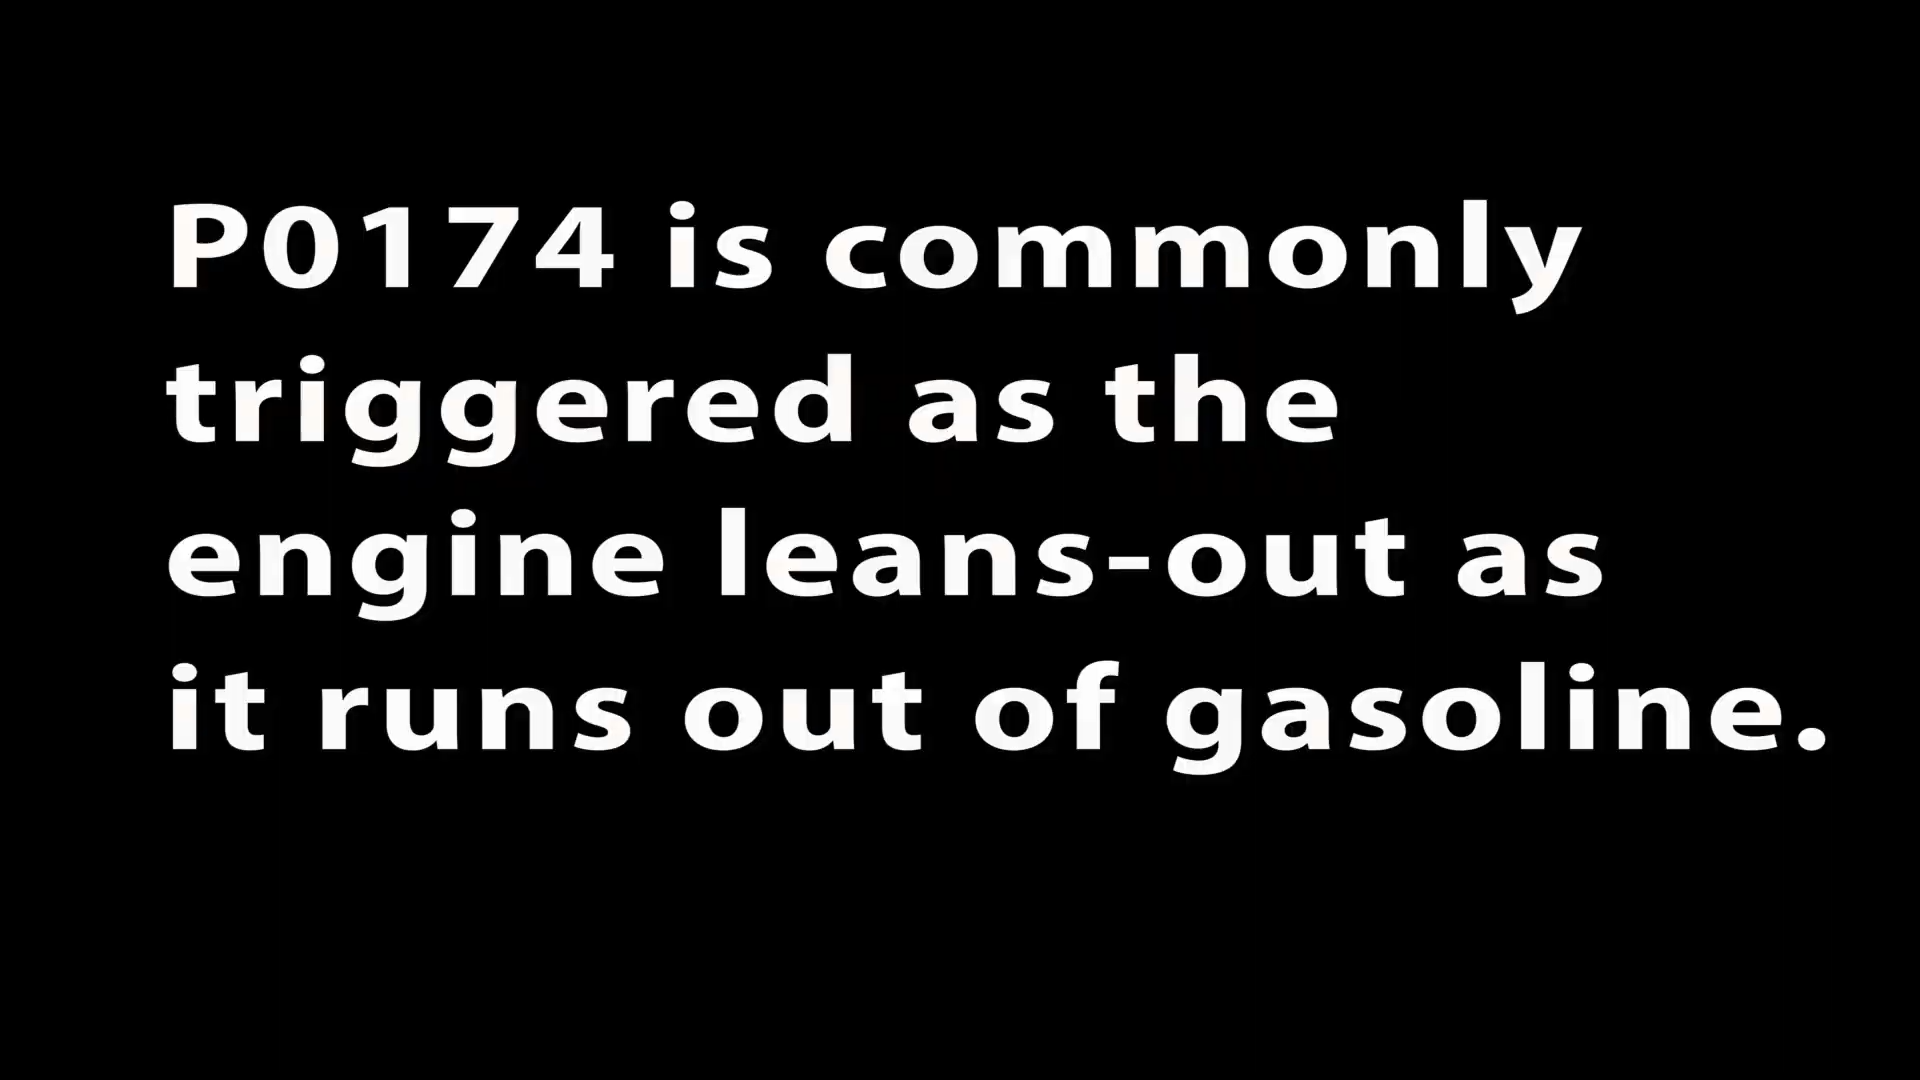 P0174 is commonly
triggered as the
engine leans-out as
it runs out of gasoline.